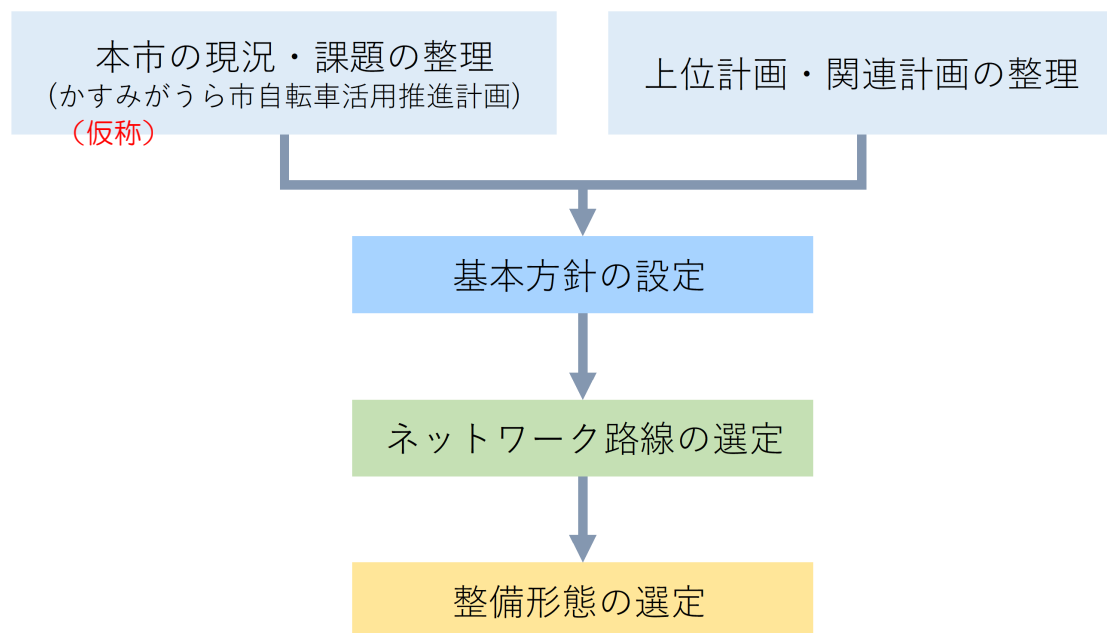 本市の現況・課題の整理
(かすみがうら市自転車活用推進計画)
（仮称）
上位計画・関連計画の整理
基本方針の設定
ネットワーク路線の選定
整備形態の選定